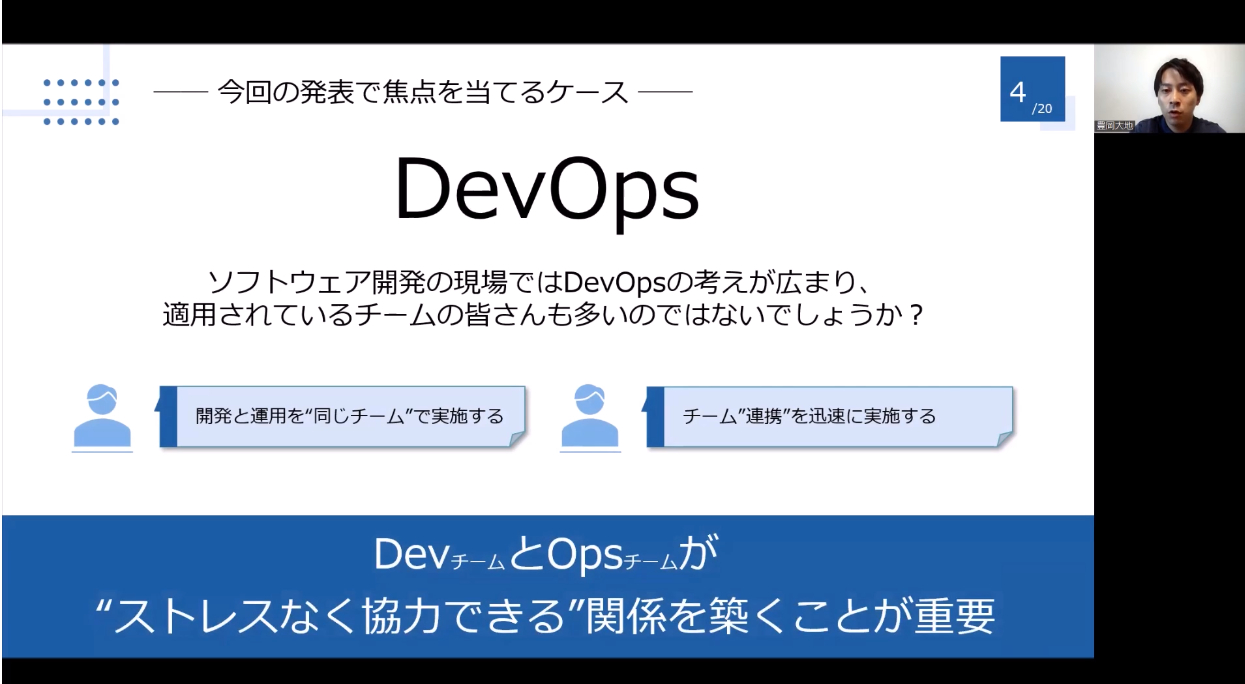 今回の発表で焦点を当てるケース
4
/20
DevOps
ソフトウェア開発の現場ではDevOpsの考えが広まり、
適用されているチームの皆さんも多いのではないでしょうか？
開発と運用を“同じチーム”で実施する
チーム”連携”を迅速に実施する
DevチームとOpsチームが
“ストレスなく協力できる”関係を築くことが重要
豊岡大地